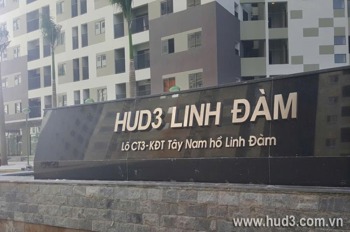 HUD3 LINH ĐÀM
Lô CT3-KĐT Tây Nam hồ Linh Đàm
www.hud3.com.vn